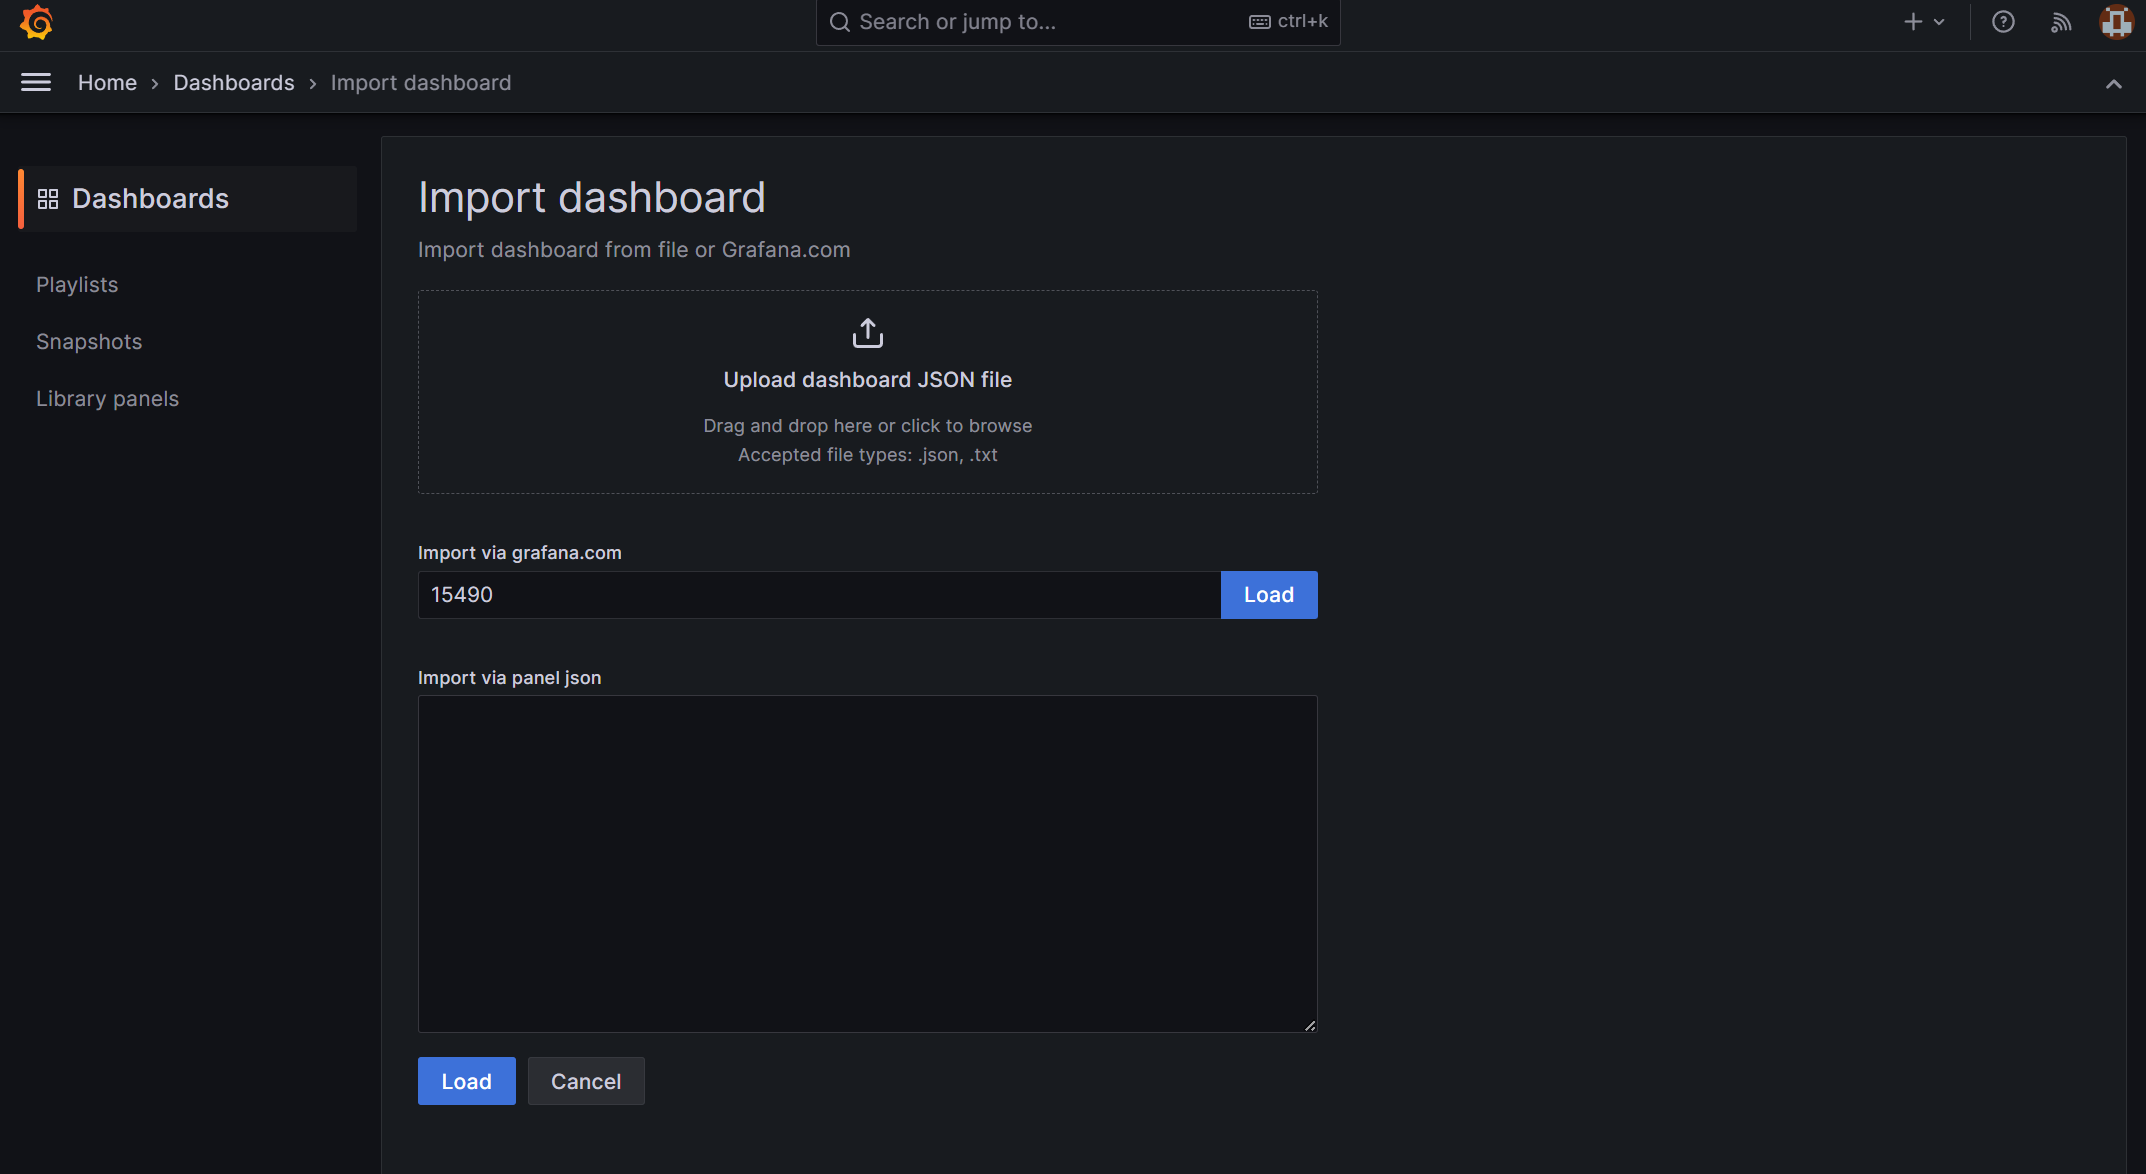 Search or jump to...
ctrl+k
Home › Dashboards › Import dashboard
Dashboards
Playlists
Snapshots
Library panels
Import dashboard
Import dashboard from file or Grafana.com
Upload dashboard JSON file
Drag and drop here or click to browse
Accepted file types: .json, .txt
Import via grafana.com
15490
Load
Import via panel json
Load
Cancel